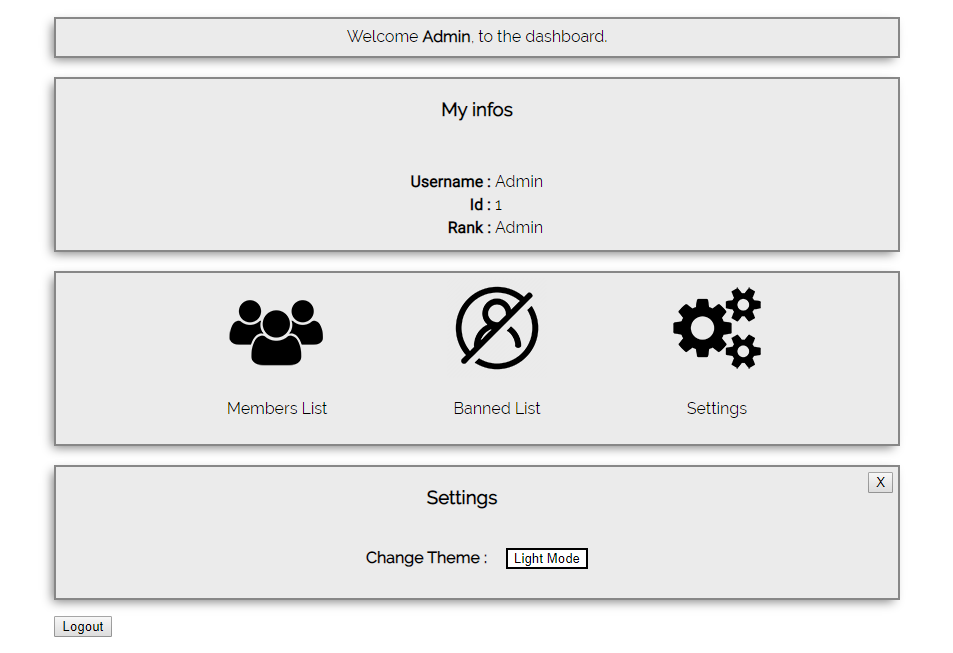 Welcome Admin, to the dashboard.
My infos
Username : Admin
Id : 1
Rank : Admin
Members List Banned List Settings
X
Settings
Change Theme : Light Mode
Logout